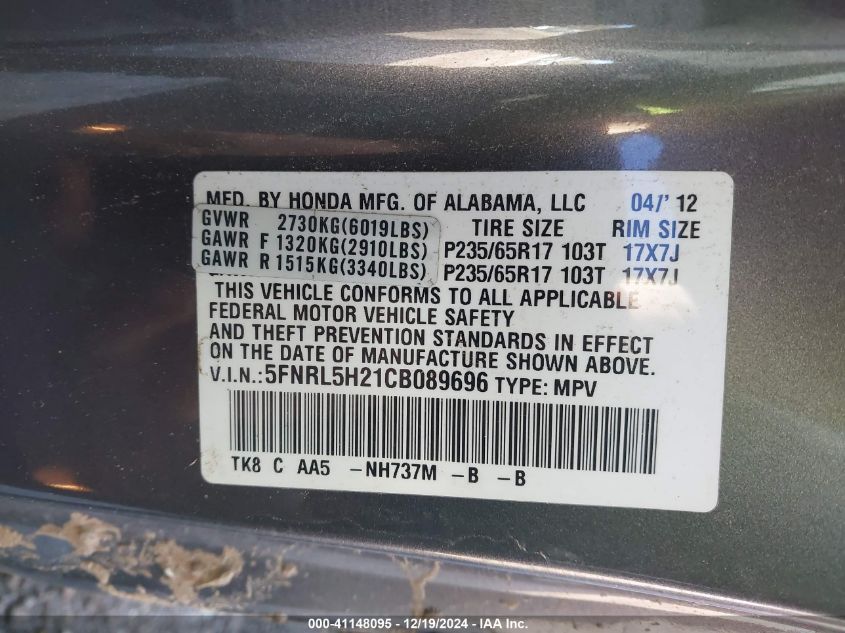 MFD. BY HONDA MFG. OF ALABAMA, LLC 04/' 12
GVWR 2730KG(6019LBS) TIRE SIZE RIM SIZE
GAWR F 1320KG(2910LBS) P235/65R17 103T 17X7J
GAWR R 1515KG(3340LBS) P235/65R17 103T 17X7J
THIS VEHICLE CONFORMS TO ALL APPLICABLE
FEDERAL MOTOR VEHICLE SAFETY
AND THEFT PREVENTION STANDARDS IN EFFECT
ON THE DATE OF MANUFACTURE SHOWN ABOVE.
V.I.N.:5FNRL5H21CB089696 TYPE: MPV
TK8 C AA5 -NH737M -B -B
000-41148095 - 12/19/2024 - IAA Inc.